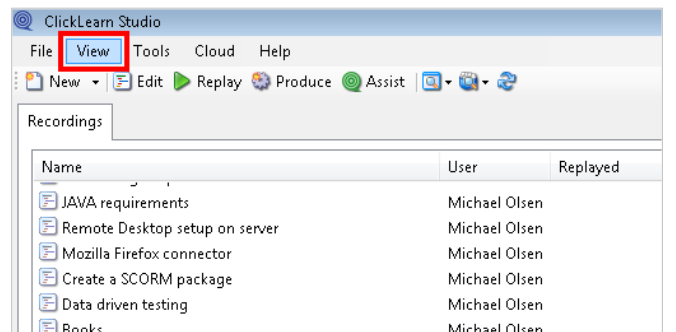 ClickLearn Studio
File View Tools Cloud Help
New Edit Replay Produce Assist
Recordings
Name User Replayed
JAVA requirements Michael Olsen
Remote Desktop setup on server Michael Olsen
Mozilla Firefox connector Michael Olsen
Create a SCORM package Michael Olsen
Data driven testing Michael Olsen
Books Michael Olsen